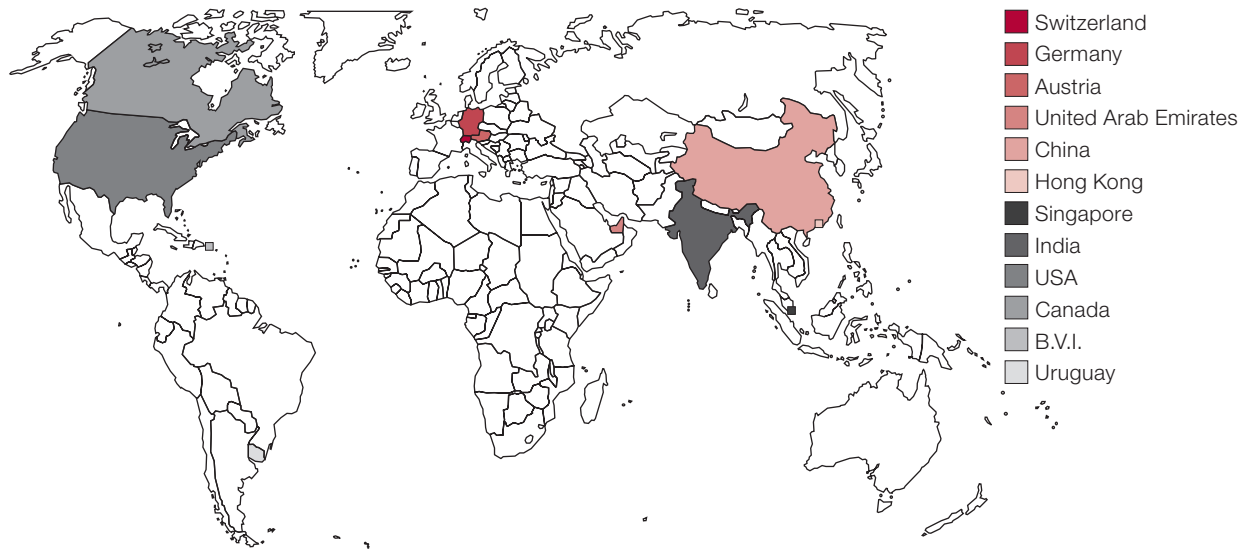 Switzerland
Germany
Austria
United Arab Emirates
China
Hong Kong
Singapore
India
USA
Canada
B.V.I.
Uruguay